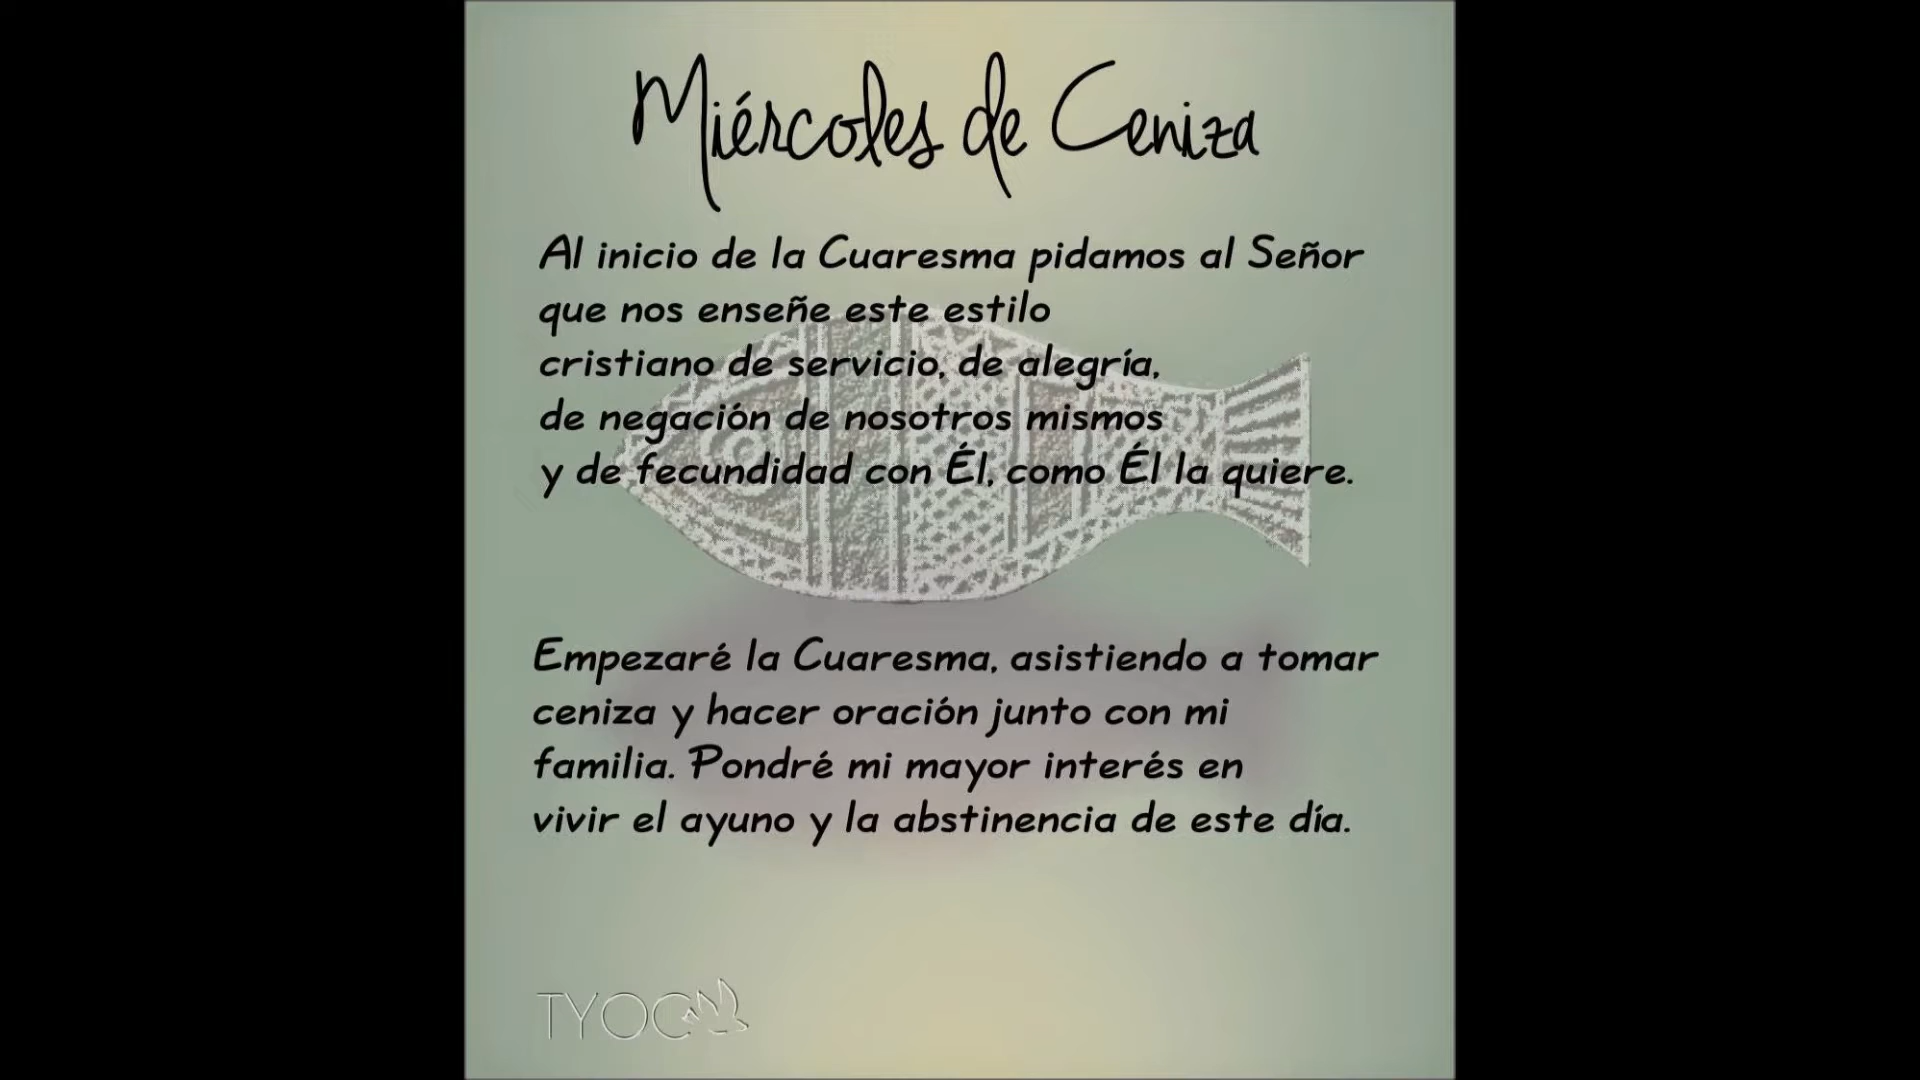 Miércoles de Ceniza
Al inicio de la Cuaresma pidamos al Señor
que nos enseñe este estilo
cristiano de servicio, de alegría,
de negación de nosotros mismos
y de fecundidad con Él, como Él la quiere.
Empezaré la Cuaresma, asistiendo a tomar
ceniza y hacer oración junto con mi
familia. Pondré mi mayor interés en
vivir el ayuno y la abstinencia de este día.
TYOC